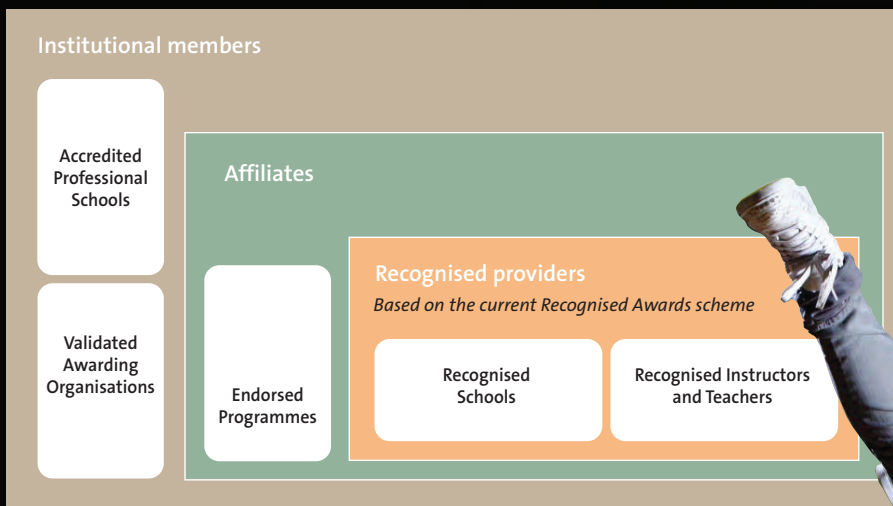 Institutional members
Accredited
Professional
Schools
Validated
Awarding
Organisations
Affiliates
Endorsed
Programmes
Recognised providers
Based on the current Recognised Awards scheme
Recognised
Schools
Recognised Instructors
and Teachers